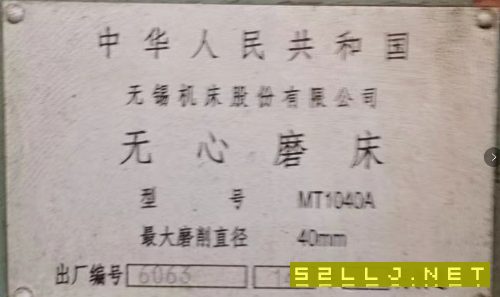 中华人民共和国
无锡机床股份有限公司
无心磨床
型号 MT1040A
最大磨削直径 40mm
出厂编号 6063
52LLJ.NET